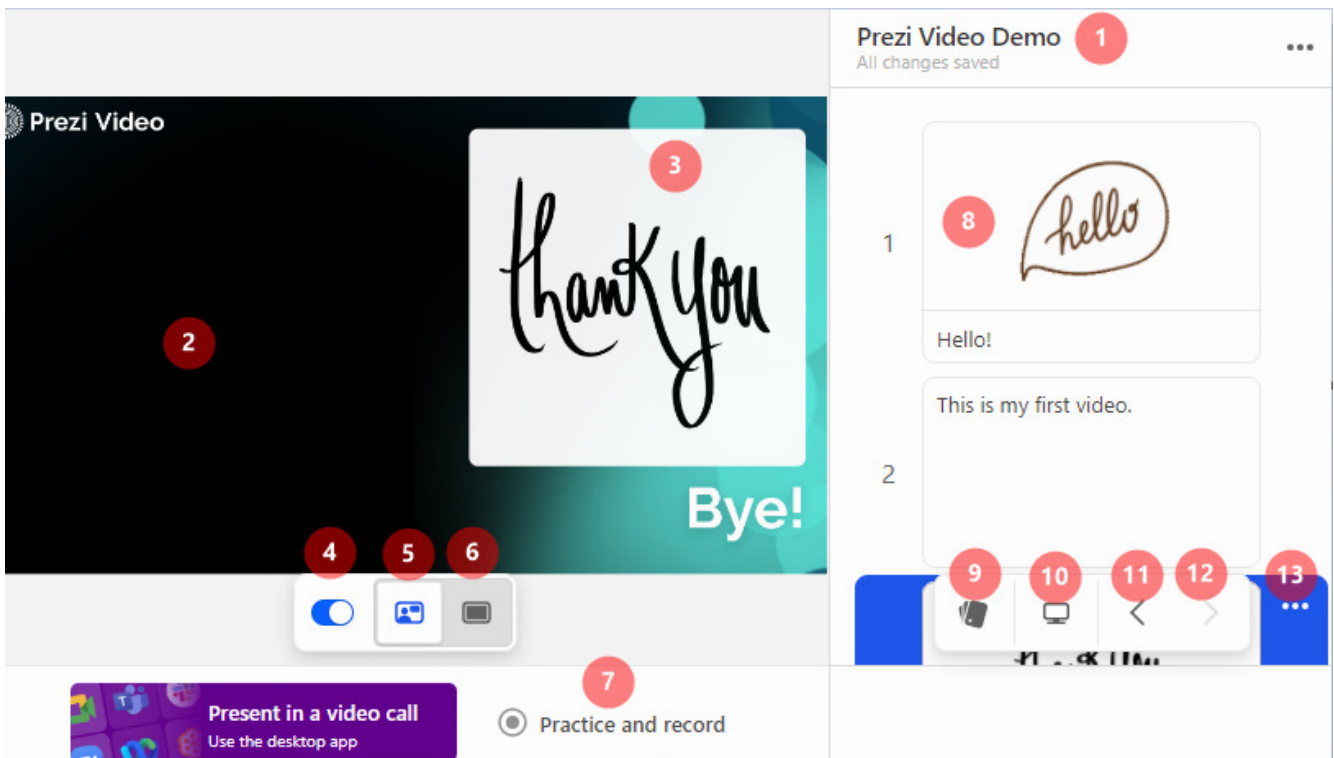 Prezi Video Demo 1
All changes saved
Prezi Video
3
thank you
2
Bye!
4 5 6
8
hello
1
Hello!
This is my first video.
2
9 10 11 12 13
7
Present in a video call
Use the desktop app
Practice and record